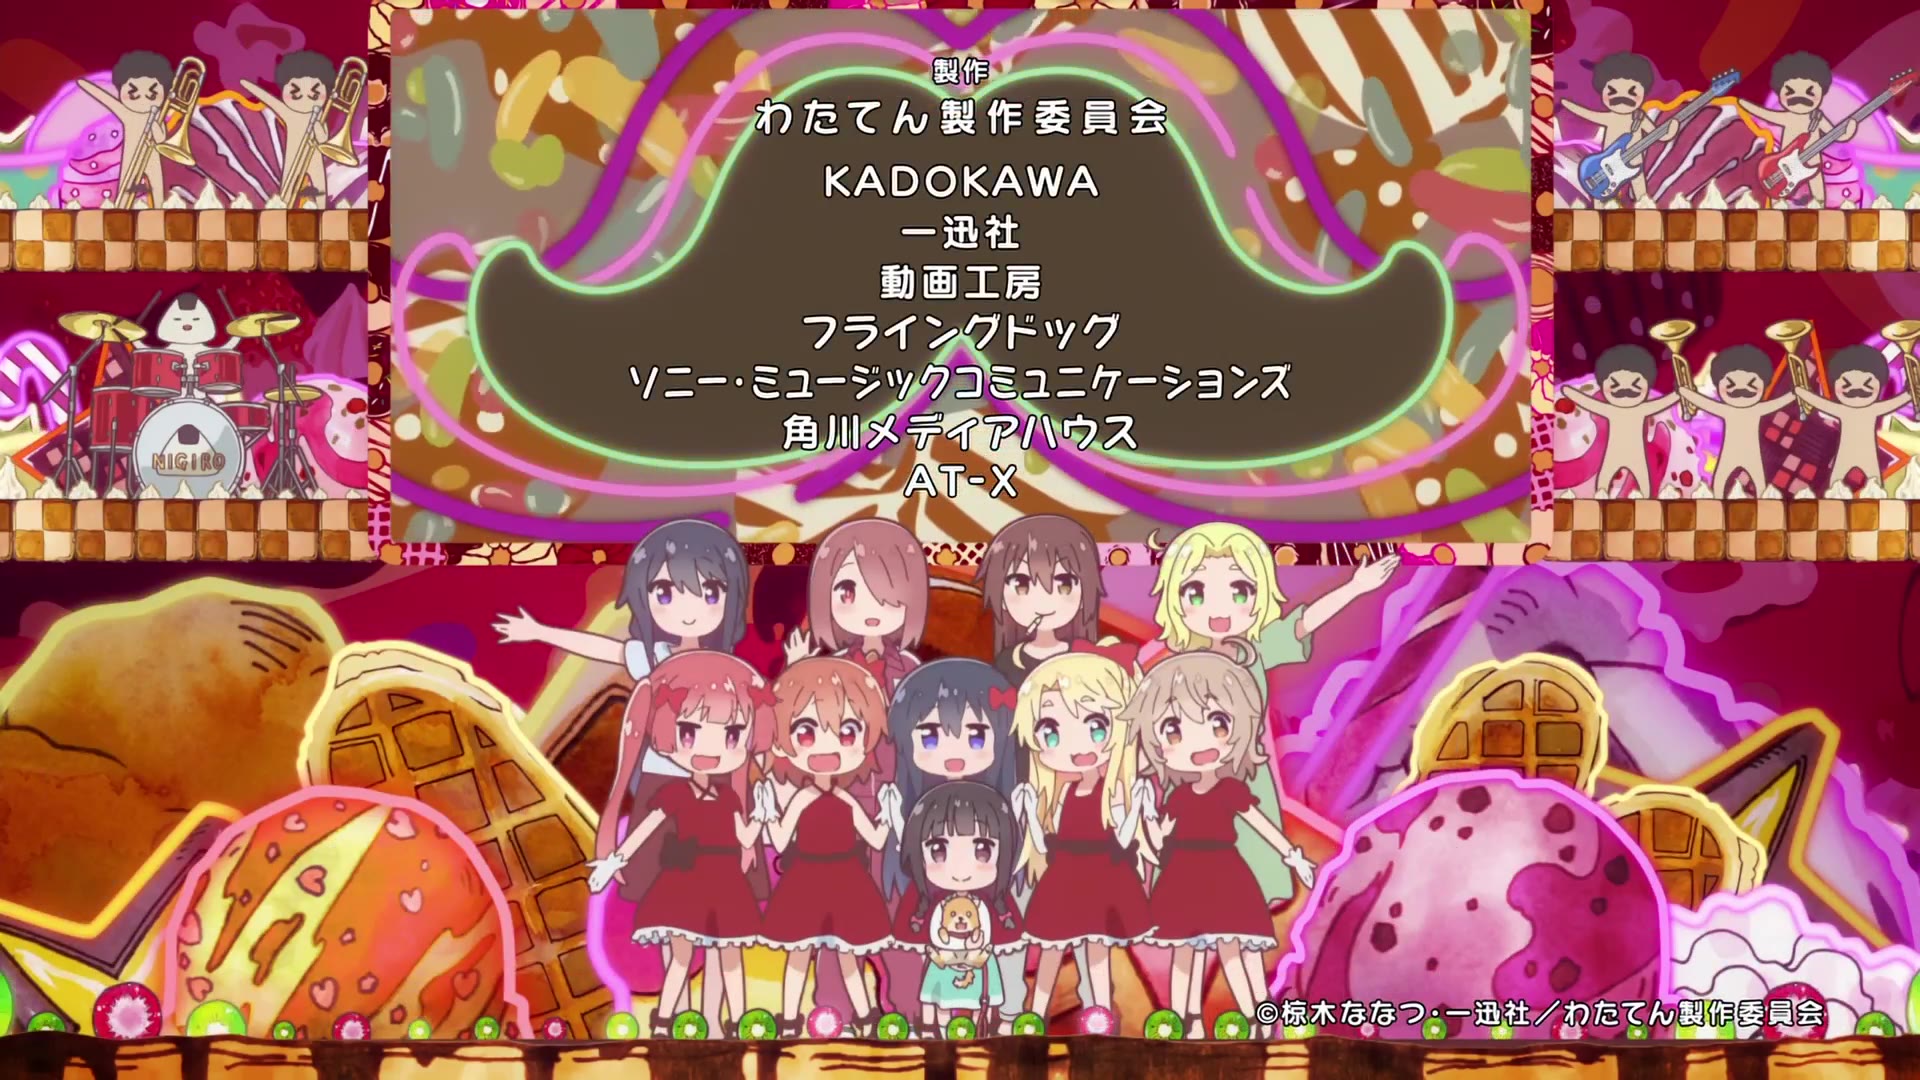 製作
わたてん製作委員会
KADOKAWA
一迅社
動画工房
フライングドッグ
ソニー・ミュージックコミュニケーションズ
角川メディアハウス
AT-X
NIGIRO
©椋木ななつ・一迅社／わたてん製作委員会